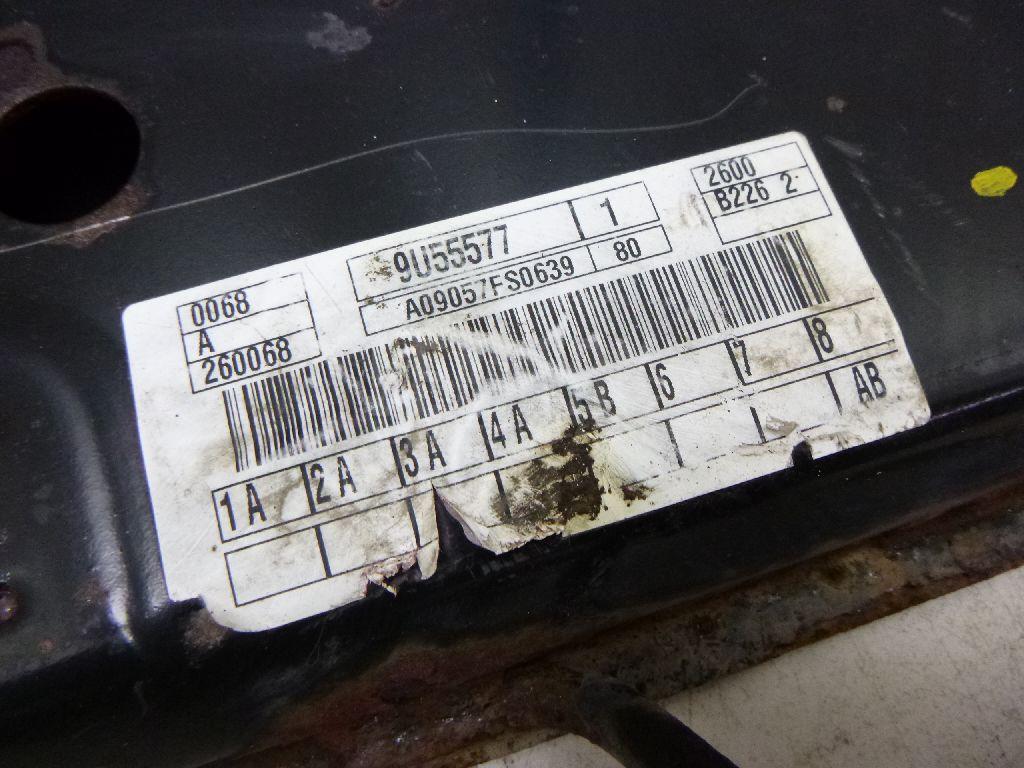 0068
A
260068
9U55577 1
A09057FS0639 80
2600
B226 2
1A 2A 3A 4A 5B 6 7 8
AB